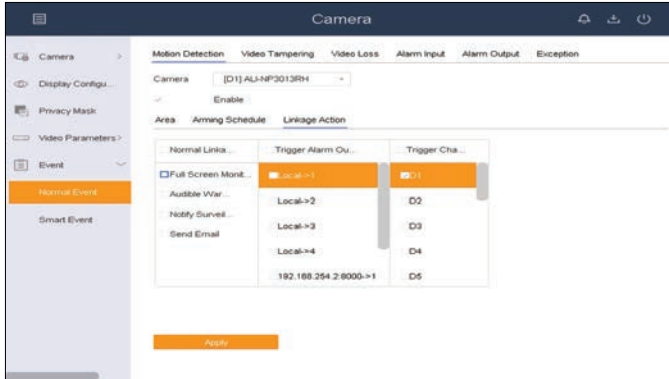 Camera
Motion Detection Video Tampering Video Loss Alarm Input Alarm Output Exception
Camera
Display Configu...
Privacy Mask
Video Parameters
Event
Normal Event
Smart Event
Camera [D1] ALI-NP3013RH
Enable
Area Arming Schedule Linkage Action
Normal Linka... Trigger Alarm Ou... Trigger Cha...
Full Screen Monit... Local->1 D1
Audible War... Local->2 D2
Notify Surveil... Local->3 D3
Send Email Local->4 D4
192.168.254.2:8000->1 D5
Apply